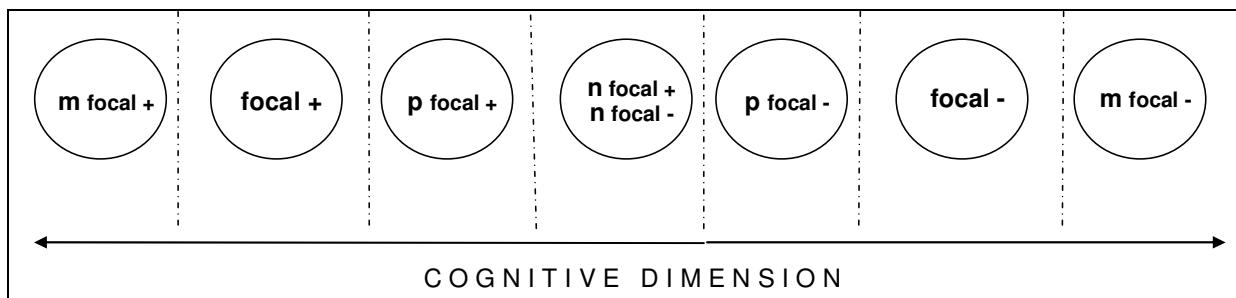 m focal +
focal +
p focal +
n focal +
n focal -
p focal -
focal -
m focal -
COGNITIVE DIMENSION